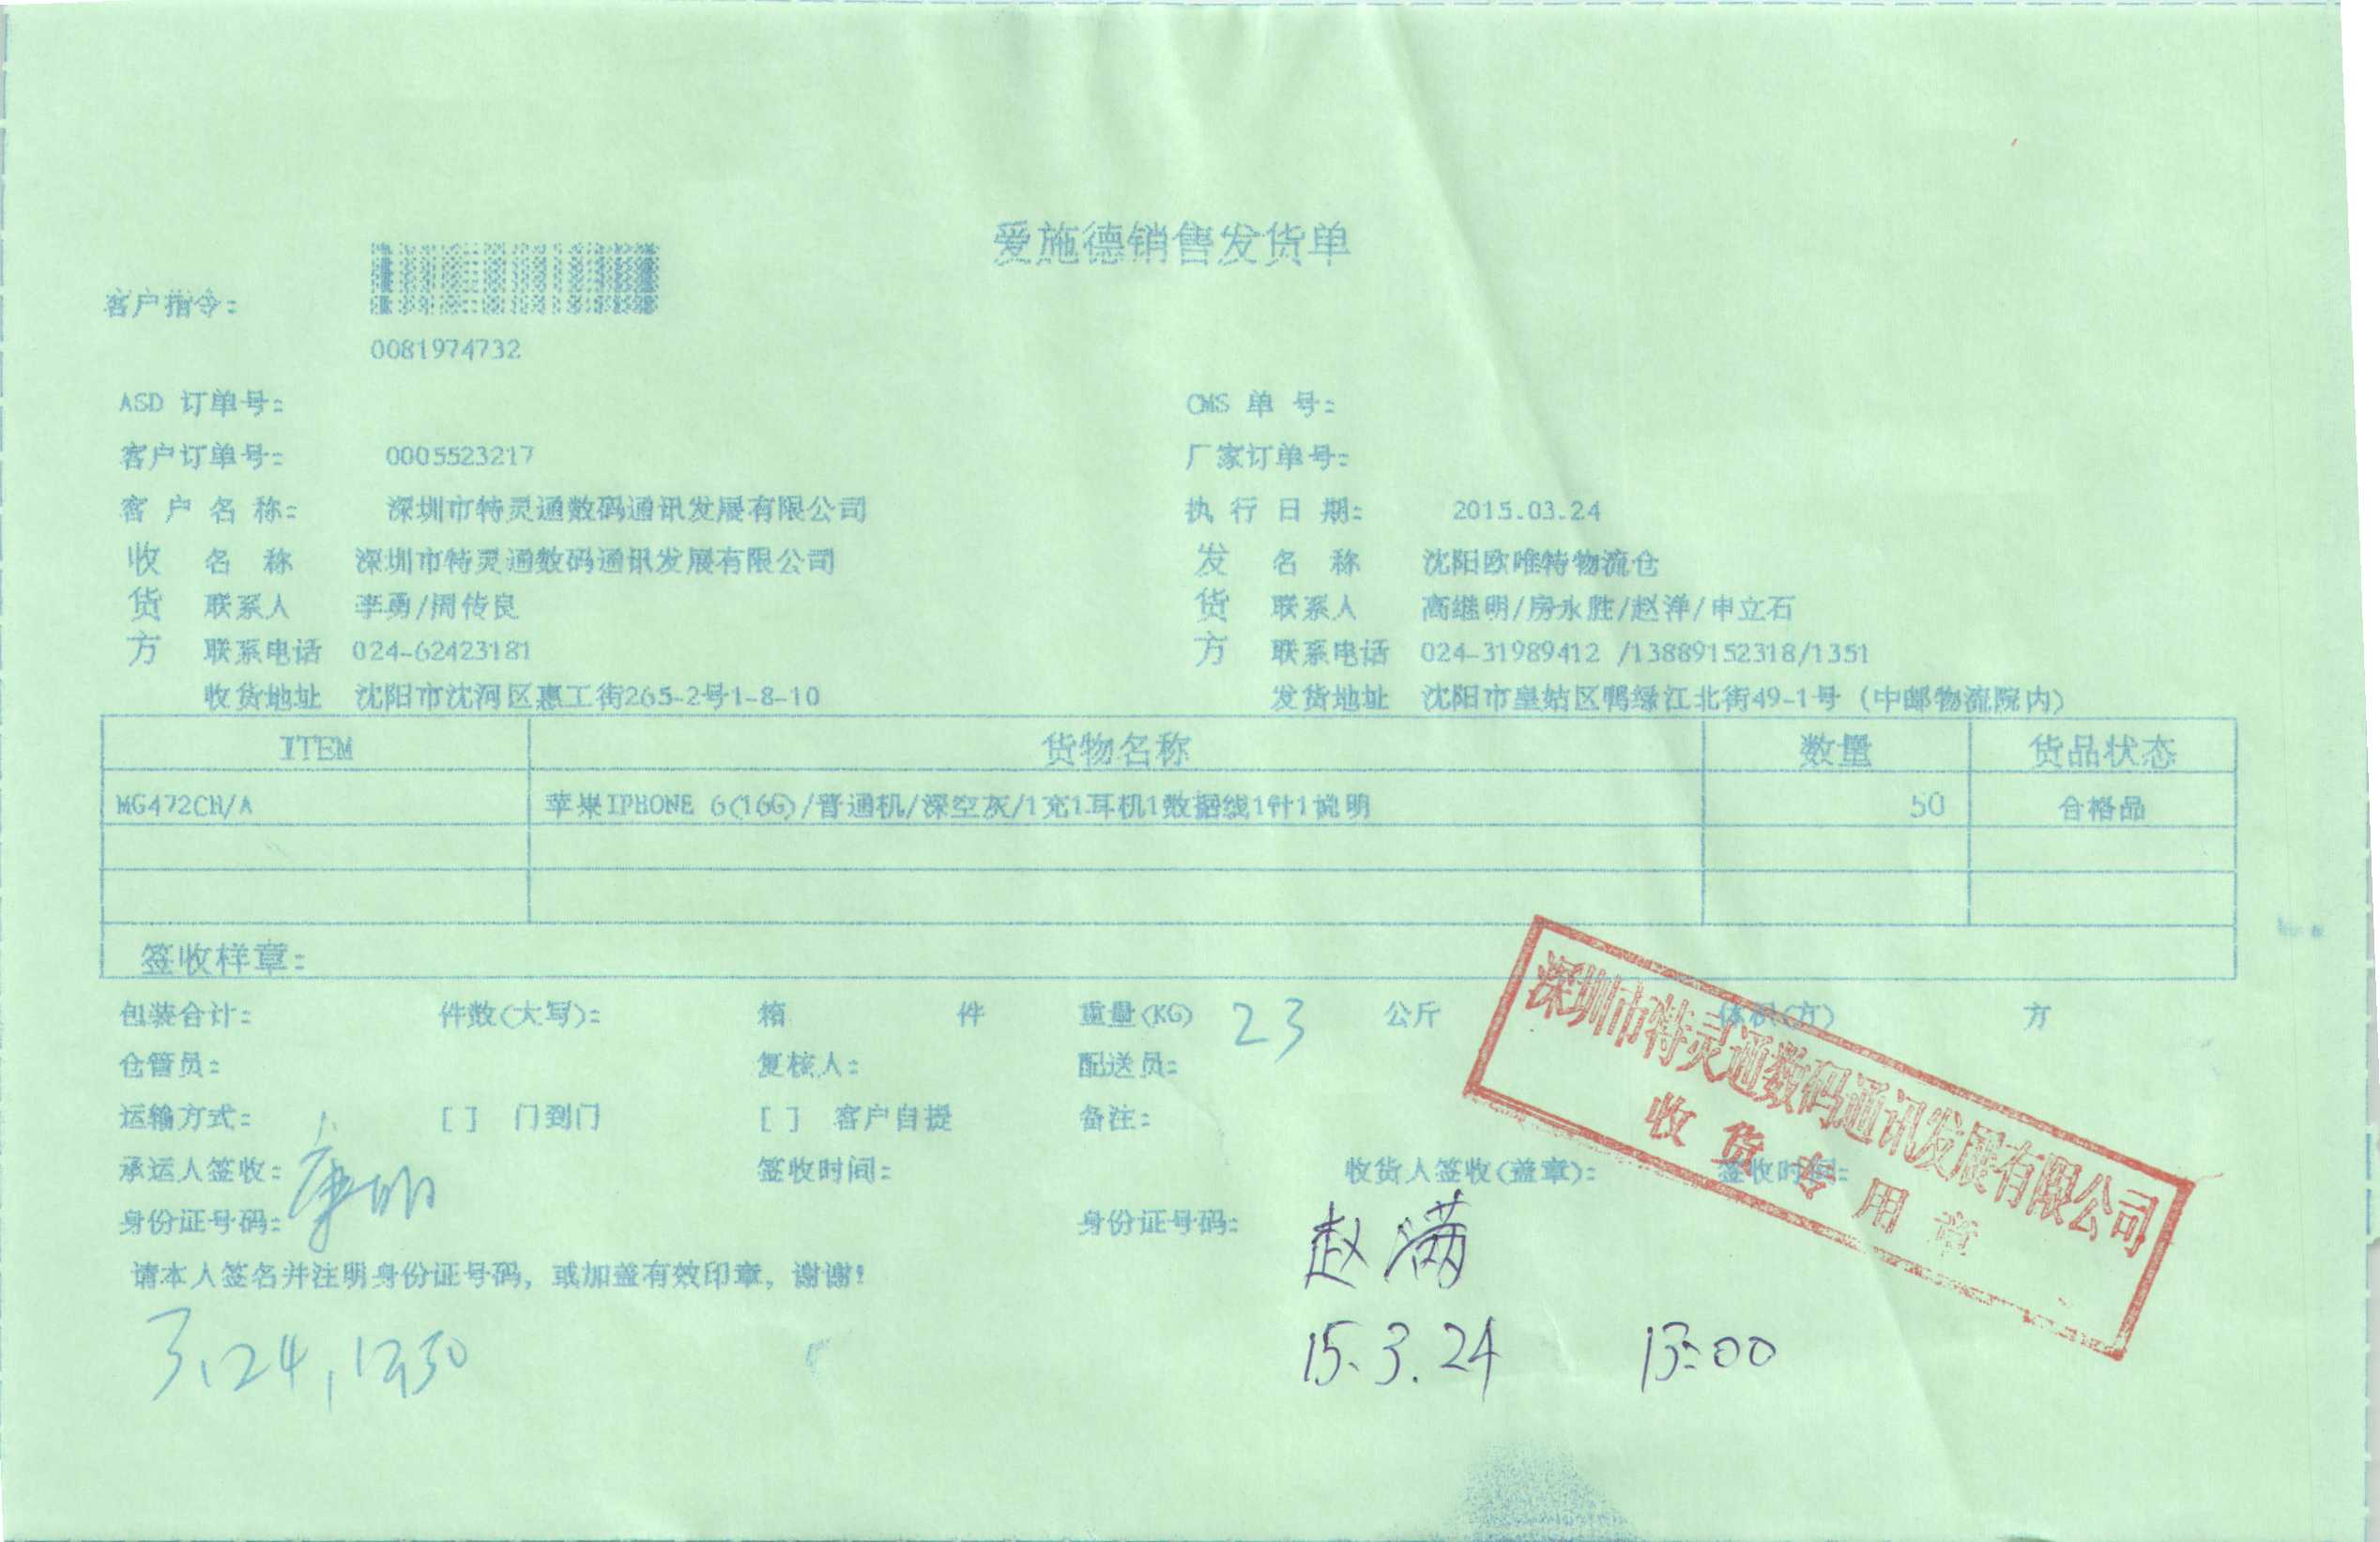 爱施德销售发货单
客户指令:
0081974732
ASD 订单号: CMS 单 号:
客户订单号: 0005523217 厂家订单号:
客 户 名 称: 深圳市特灵通数码通讯发展有限公司 执 行 日 期: 2015.03.24
收 名 称 深圳市特灵通数码通讯发展有限公司 发 名 称 沈阳欧唯特物流仓
货 联系人 李勇/周传良 货 联系人 高继明/房永胜/赵洋/申立石
方 联系电话 024-62423181 方 联系电话 024-31989412 /13889152318/1351
收货地址 沈阳市沈河区惠工街265-2号1-8-10 发货地址 沈阳市皇姑区鸭绿江北街49-1号 (中邮物流院内)
ITEM 货物名称 数量 货品状态
MG472CH/A 苹果IPHONE 6(16G)/普通机/深空灰/1充1耳机1数据线1针1说明 50 合格品
签收样章:
包装合计: 件数(大写): 箱 件 重量(KG) 23 公斤 体积(方) 方
仓管员: 复核人: 配送员:
运输方式: [ ] 门到门 [ ] 客户自提 备注:
承运人签收: 签收时间: 收货人签收(盖章): 签收时间:
身份证号码: 身份证号码: 赵满
请本人签名并注明身份证号码, 或加盖有效印章, 谢谢!
3,24,12:50 15.3.24 13:00
深圳市特灵通数码通讯发展有限公司
收货专用章